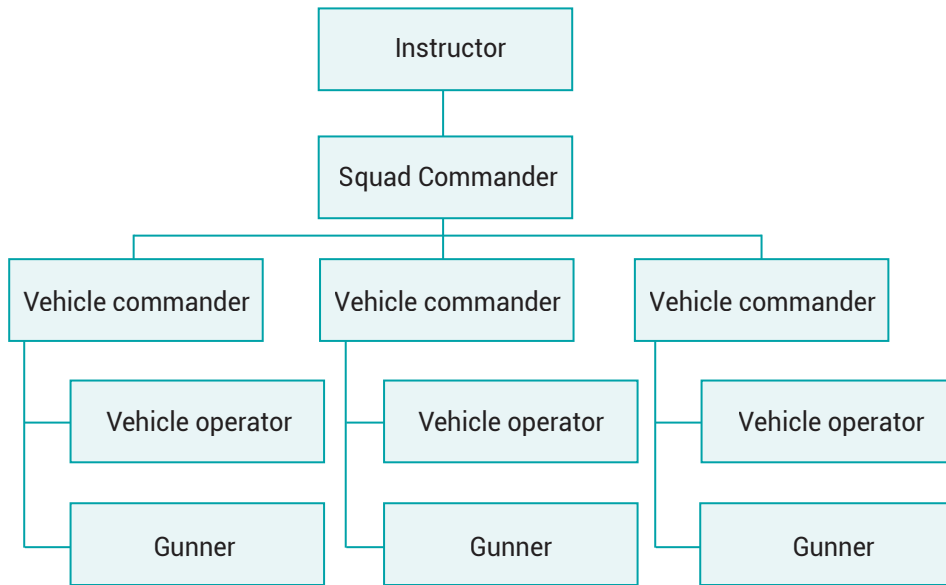 Instructor
Squad Commander
Vehicle commander
Vehicle commander
Vehicle commander
Vehicle operator
Vehicle operator
Vehicle operator
Gunner
Gunner
Gunner